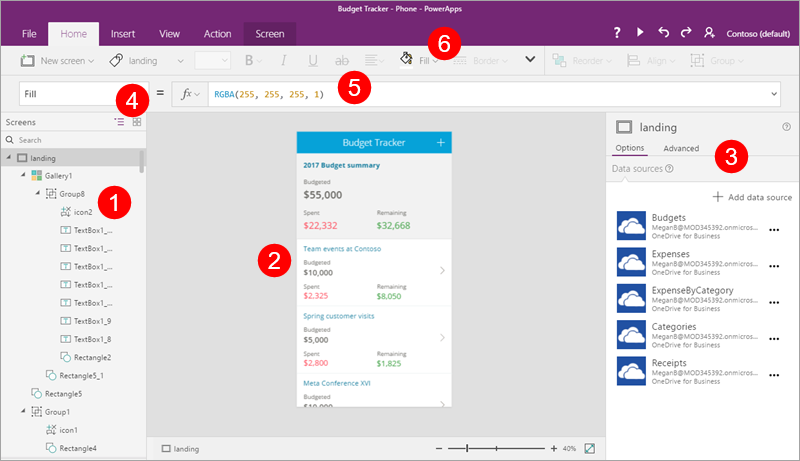 Budget Tracker - Phone - PowerApps
File Home Insert View Action Screen
? Contoso (default)
6
New screen landing B I U ab Fill Border Reorder Align Group
Fill = fx RGBA(255, 255, 255, 1)
4
5
Screens
Search
landing
Gallery1
Group8
1
icon2
TextBox1_...
TextBox1_...
TextBox1_...
TextBox1_...
TextBox1_...
TextBox1_9
TextBox1_8
Rectangle2
Rectangle5_1
Rectangle5
Group1
icon1
Rectangle4
Budget Tracker +
2017 Budget summary
Budgeted
$55,000
Spent Remaining
$22,332 $32,668
2
Team events at Contoso
Budgeted
$10,000
Spent Remaining
$2,325 $8,050
Spring customer visits
Budgeted
$5,000
Spent Remaining
$2,800 $1,825
Meta Conference XVI
Budgeted
$10,000
landing
40%
landing
Options Advanced
3
Data sources
Add data source
Budgets
MeganB@MOD345392.onmicros...
OneDrive for Business
Expenses
MeganB@MOD345392.onmicros...
OneDrive for Business
ExpenseByCategory
MeganB@MOD345392.onmicros...
OneDrive for Business
Categories
MeganB@MOD345392.onmicros...
OneDrive for Business
Receipts
MeganB@MOD345392.onmicros...
OneDrive for Business